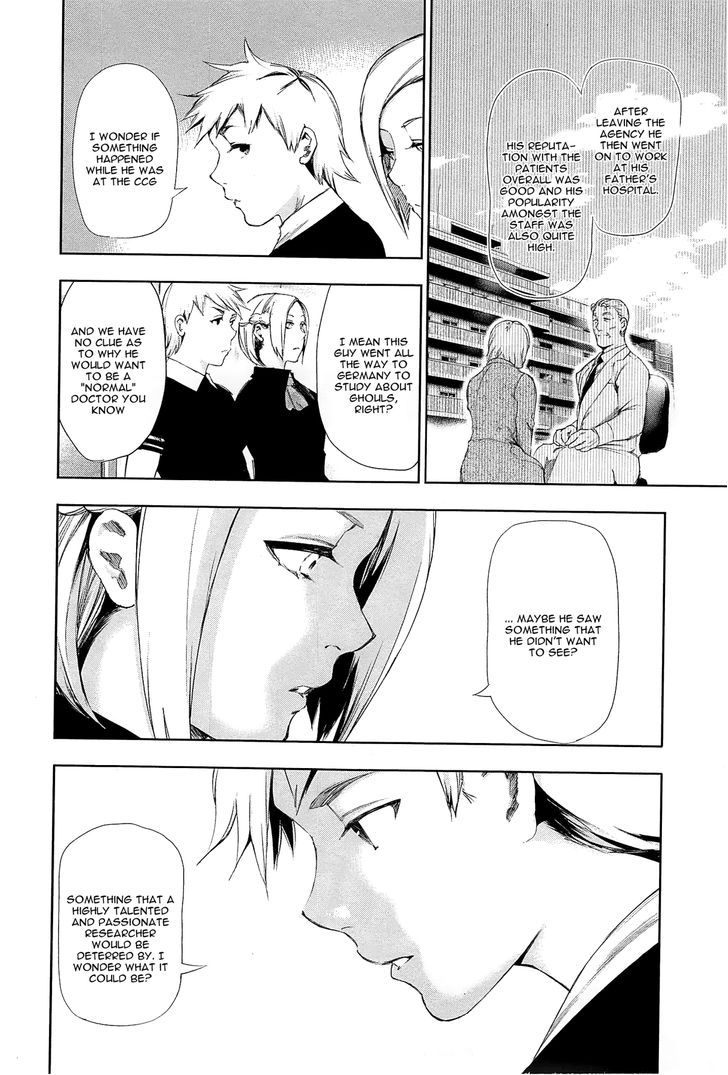 AFTER
LEAVING THE
AGENCY HE
THEN WENT
ON TO WORK
AT HIS
FATHER'S
HOSPITAL.
HIS REPUTA-
TION WITH THE
PATIENTS
OVERALL WAS
GOOD AND HIS
POPULARITY
AMONGST THE
STAFF WAS
ALSO QUITE
HIGH.
I WONDER IF
SOMETHING
HAPPENED
WHILE HE WAS
AT THE CCG
I MEAN THIS
GUY WENT ALL
THE WAY TO
GERMANY TO
STUDY ABOUT
GHOULS,
RIGHT?
AND WE HAVE
NO CLUE AS
TO WHY HE
WOULD WANT
TO BE A
"NORMAL"
DOCTOR YOU
KNOW
... MAYBE HE SAW
SOMETHING THAT
HE DIDN'T WANT
TO SEE?
SOMETHING THAT A
HIGHLY TALENTED
AND PASSIONATE
RESEARCHER
WOULD BE
DETERRED BY. I
WONDER WHAT IT
COULD BE?